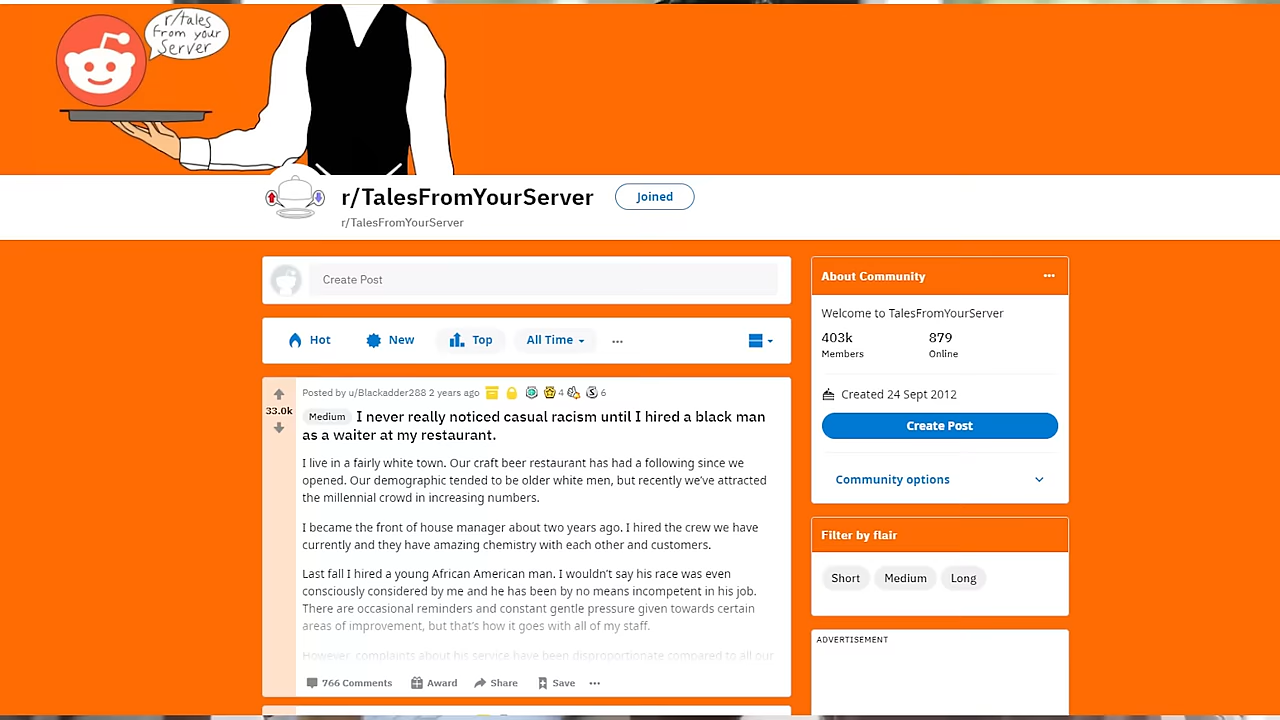 r/tales
from your
Server
r/TalesFromYourServer
Joined
r/TalesFromYourServer
Create Post
Hot
New
Top
All Time
Posted by u/Blackadder288 2 years ago
4
6
33.0k
Medium I never really noticed casual racism until I hired a black man
as a waiter at my restaurant.
I live in a fairly white town. Our craft beer restaurant has had a following since we
opened. Our demographic tended to be older white men, but recently we've attracted
the millennial crowd in increasing numbers.
I became the front of house manager about two years ago. I hired the crew we have
currently and they have amazing chemistry with each other and customers.
Last fall I hired a young African American man. I wouldn't say his race was even
consciously considered by me and he has been by no means incompetent in his job.
There are occasional reminders and constant gentle pressure given towards certain
areas of improvement, but that's how it goes with all of my staff.
However, complaints about his service have been disproportionate compared to all our
766 Comments
Award
Share
Save
About Community
Welcome to TalesFromYourServer
403k
Members
879
Online
Created 24 Sept 2012
Create Post
Community options
Filter by flair
Short
Medium
Long
ADVERTISEMENT